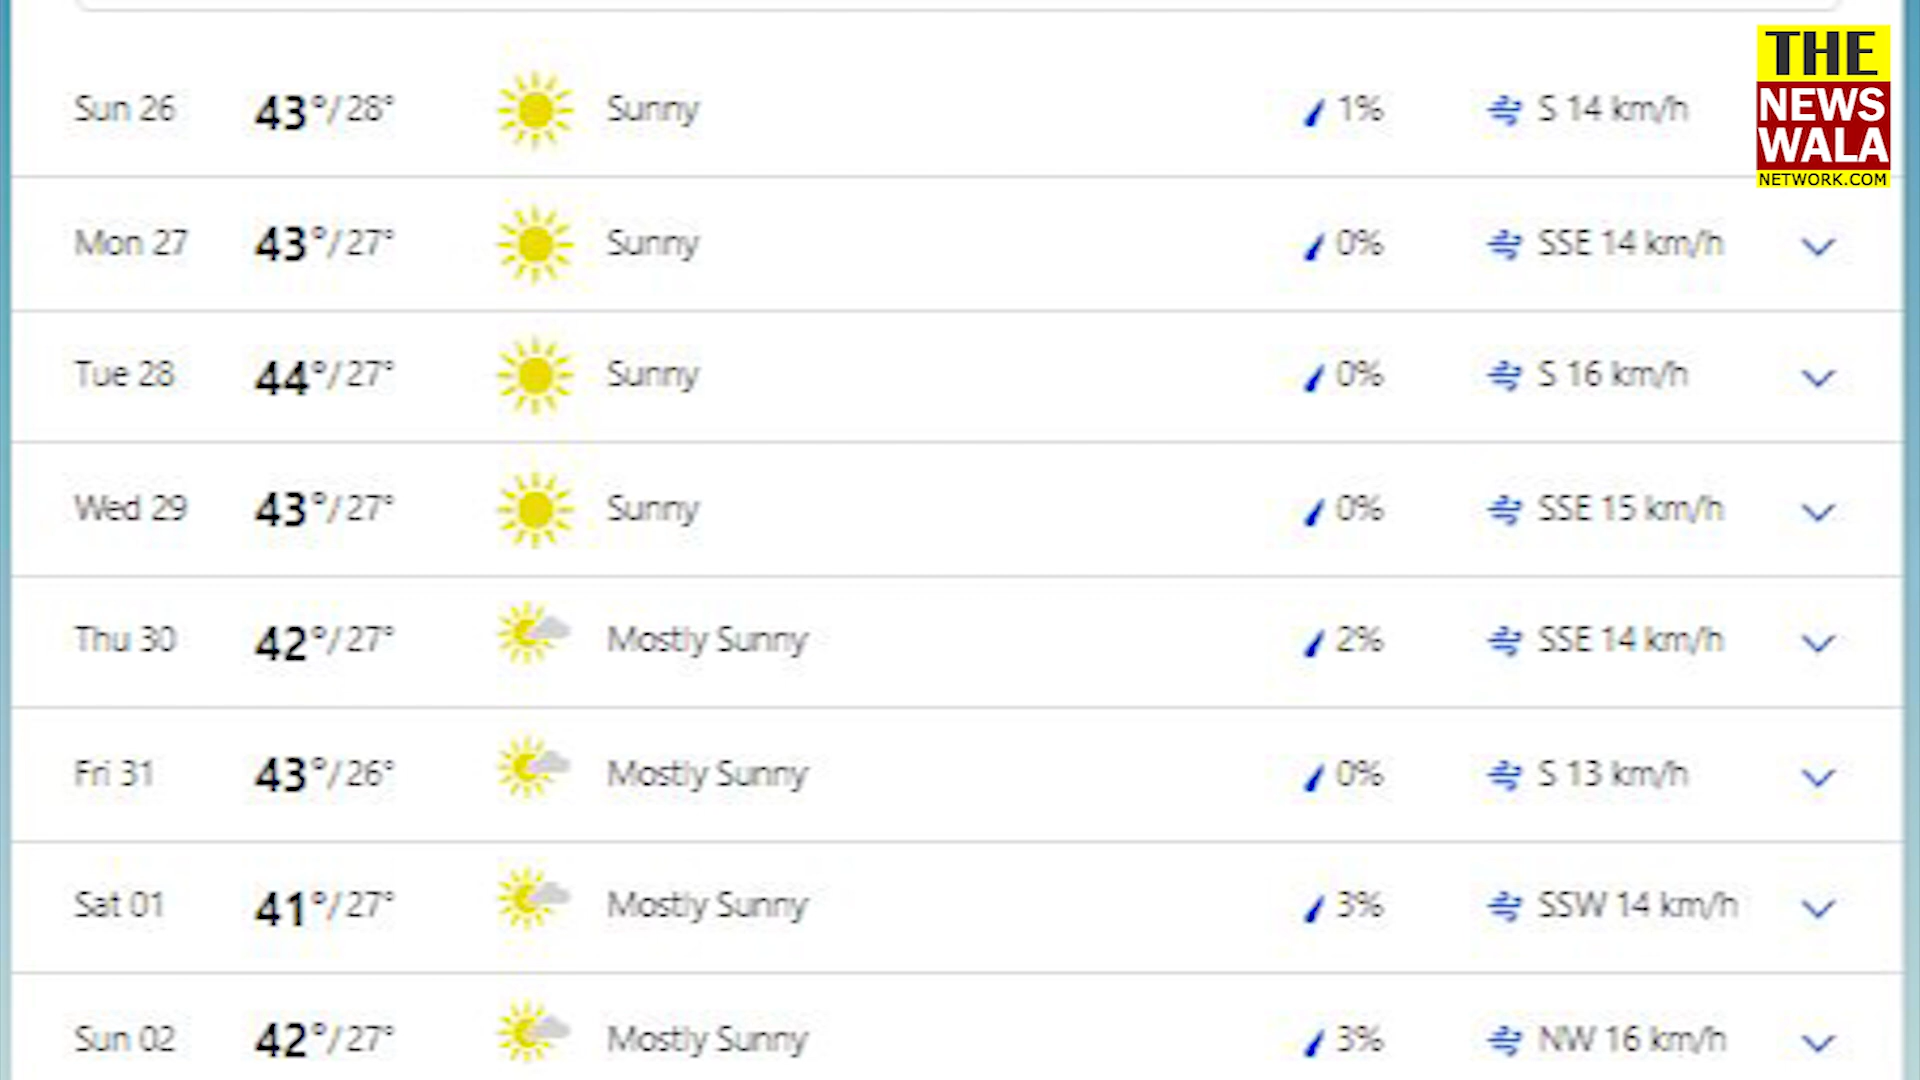 THE
NEWS
WALA
NETWORK.COM
Sun 26 43°/28° Sunny 1% S 14 km/h
Mon 27 43°/27° Sunny 0% SSE 14 km/h
Tue 28 44°/27° Sunny 0% S 16 km/h
Wed 29 43°/27° Sunny 0% SSE 15 km/h
Thu 30 42°/27° Mostly Sunny 2% SSE 14 km/h
Fri 31 43°/26° Mostly Sunny 0% S 13 km/h
Sat 01 41°/27° Mostly Sunny 3% SSW 14 km/h
Sun 02 42°/27° Mostly Sunny 3% NW 16 km/h